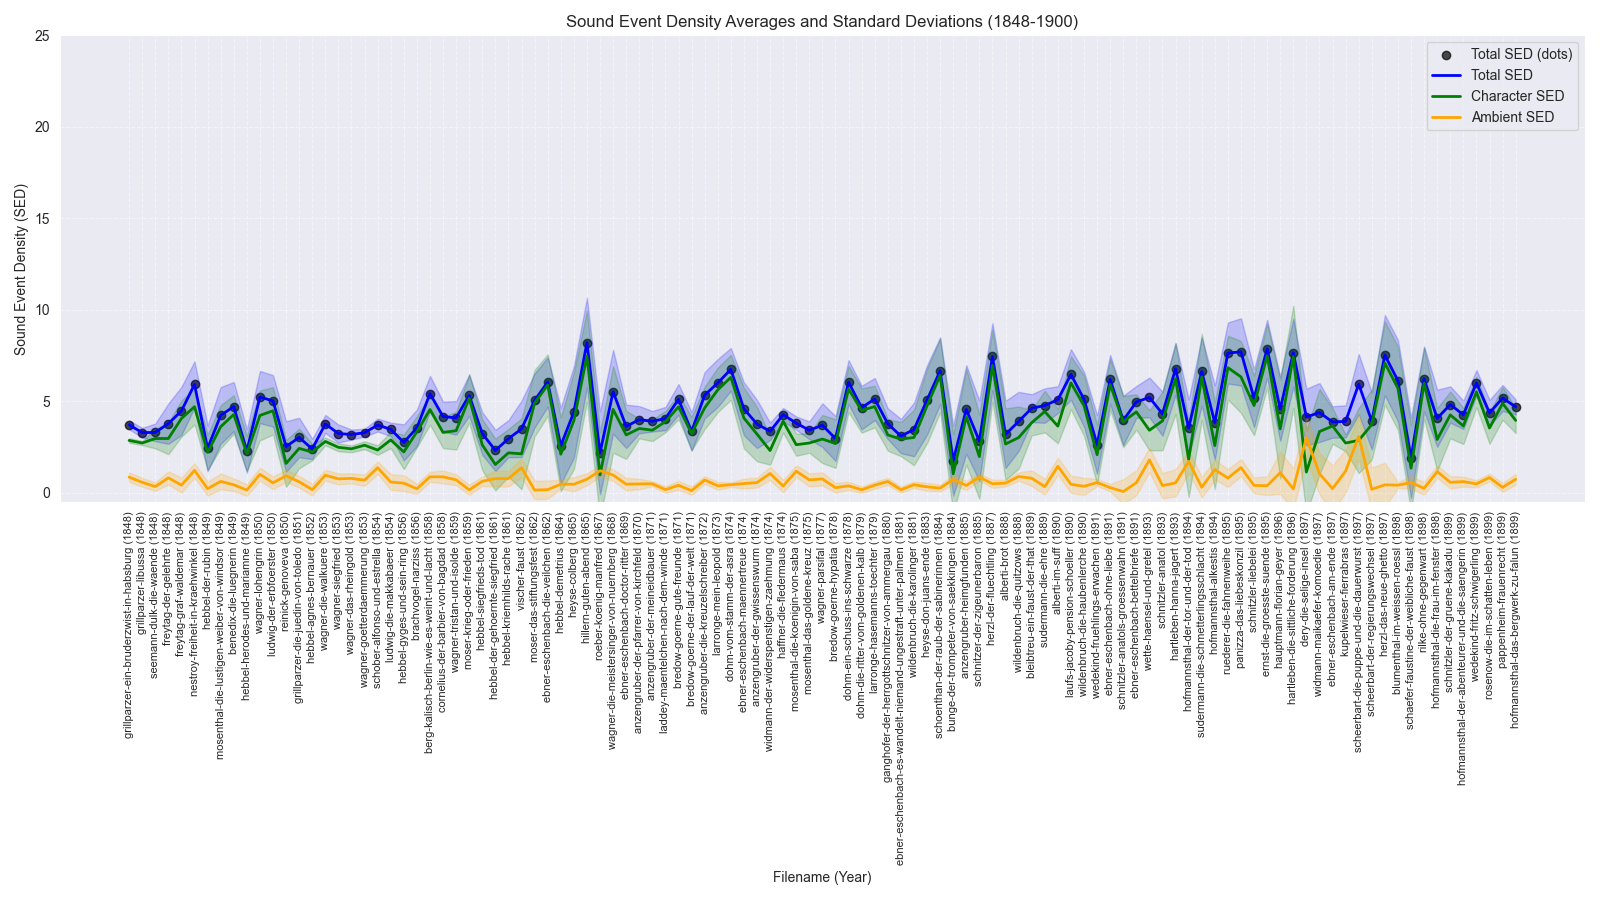 Sound Event Density Averages and Standard Deviations (1848-1900)
Total SED (dots)
Total SED
Character SED
Ambient SED
Sound Event Density (SED)
25
20
15
10
5
0
grillparzer-ein-bruderzwist-in-habsburg (1848)
grillparzer-libussa (1848)
seemann-dulk-die-waende (1848)
freytag-der-gelehrte (1848)
freytag-graf-waldemar (1848)
nestroy-freiheit-in-kraehwinkel (1848)
hebbel-der-rubin (1849)
mosenthal-die-lustigen-weiber-von-windsor (1849)
benedix-die-luegnerin (1849)
hebbel-herodes-und-mariamne (1849)
wagner-lohengrin (1850)
ludwig-der-erbfoerster (1850)
reinick-genoveva (1850)
grillparzer-die-juedin-von-toledo (1851)
hebbel-agnes-bernauer (1852)
wagner-die-walkuere (1853)
wagner-siegfried (1853)
wagner-das-rheingold (1853)
wagner-goetterdaemmerung (1853)
schober-alfonso-und-estrella (1854)
ludwig-die-makkabaeer (1854)
hebbel-gyges-und-sein-ring (1856)
brachvogel-narziss (1856)
berg-kalisch-berlin-wie-es-weint-und-lacht (1858)
cornelius-der-barbier-von-bagdad (1858)
wagner-tristan-und-isolde (1859)
moser-krieg-oder-frieden (1859)
hebbel-siegfrieds-tod (1861)
hebbel-der-gehoernte-siegfried (1861)
hebbel-kriemhilds-rache (1861)
vischer-faust (1862)
moser-das-stiftungsfest (1862)
ebner-eschenbach-die-veilchen (1862)
hebbel-demetrius (1864)
heyse-colberg (1865)
hillern-guten-abend (1865)
roeber-koenig-manfred (1867)
wagner-die-meistersinger-von-nuernberg (1868)
ebner-eschenbach-doctor-ritter (1869)
anzengruber-der-pfarrer-von-kirchfeld (1870)
anzengruber-der-meineidbauer (1871)
laddey-maentelchen-nach-dem-winde (1871)
bredow-goerne-gute-freunde (1871)
bredow-goerne-der-lauf-der-welt (1871)
anzengruber-die-kreuzelschreiber (1872)
larronge-mein-leopold (1873)
dohm-vom-stamm-der-asra (1874)
ebner-eschenbach-maennertreue (1874)
anzengruber-der-gwissenswurm (1874)
widmann-der-widerspenstigen-zaehmung (1874)
haffner-die-fledermaus (1874)
mosenthal-die-koenigin-von-saba (1875)
mosenthal-das-goldene-kreuz (1875)
wagner-parsifal (1877)
bredow-goerne-hypatia (1878)
dohm-ein-schuss-ins-schwarze (1878)
dohm-die-ritter-vom-goldenen-kalb (1879)
larronge-hasemanns-toechter (1879)
ganghofer-der-herrgottschnitzer-von-ammergau (1880)
ebner-eschenbach-es-wandelt-niemand-ungestraft-unter-palmen (1881)
wildenbruch-die-karolinger (1881)
heyse-don-juans-ende (1883)
schoenthan-der-raub-der-sabinerinnen (1884)
bunge-der-trompeter-von-saekkingen (1884)
anzengruber-heimgfunden (1885)
schnitzer-der-zigeunerbaron (1885)
herzl-der-fluechtling (1887)
alberti-brot (1888)
wildenbruch-die-quitzows (1888)
bleibtreu-ein-faust-der-that (1889)
sudermann-die-ehre (1889)
alberti-im-suff (1890)
laufs-jacoby-pension-schoeller (1890)
wildenbruch-die-haubenlerche (1890)
wedekind-fruehlings-erwachen (1891)
ebner-eschenbach-ohne-liebe (1891)
schnitzler-anatols-groessenwahn (1891)
ebner-eschenbach-bettelbriefe (1891)
wette-haensel-und-gretel (1893)
schnitzler-anatol (1893)
hartleben-hanna-jagert (1893)
hofmannsthal-der-tor-und-der-tod (1894)
sudermann-die-schmetterlingsschlacht (1894)
hofmannsthal-alkestis (1894)
ruederer-die-fahnenweihe (1895)
panizza-das-liebeskonzil (1895)
schnitzler-liebelei (1895)
ernst-die-groesste-suende (1895)
hauptmann-florian-geyer (1896)
hartleben-die-sittliche-forderung (1896)
dery-die-selige-insel (1897)
widmann-maikaefer-komoedie (1897)
ebner-eschenbach-am-ende (1897)
kupelwieser-fierrabras (1897)
scheerbart-die-puppe-und-die-dauerwurst (1897)
scheerbart-der-regierungswechsel (1897)
herzl-das-neue-ghetto (1897)
blumenthal-im-weissen-roessl (1898)
schaefer-faustine-der-weibliche-faust (1898)
rilke-ohne-gegenwart (1898)
hofmannsthal-die-frau-im-fenster (1898)
schnitzler-der-gruene-kakadu (1899)
hofmannsthal-der-abenteurer-und-die-saengerin (1899)
wedekind-fritz-schwigerling (1899)
rosenow-die-im-schatten-leben (1899)
pappenheim-frauenrecht (1899)
hofmannsthal-das-bergwerk-zu-falun (1899)
Filename (Year)